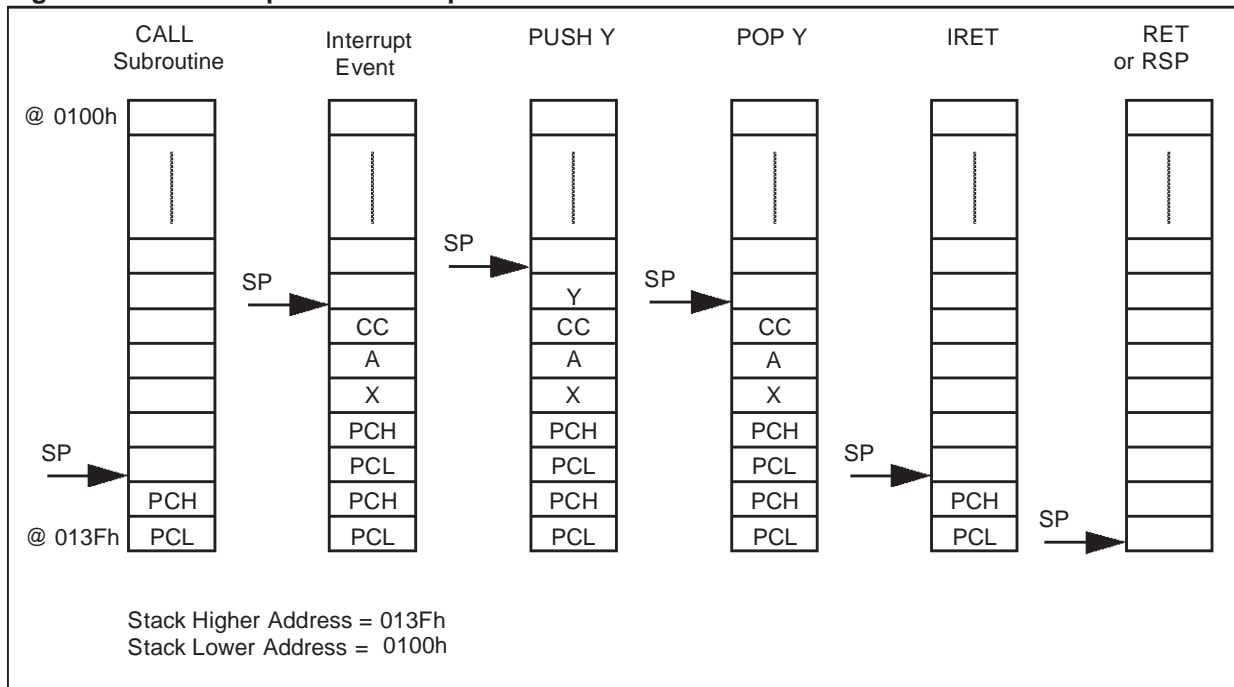 CALL
Subroutine
Interrupt
Event
PUSH Y
POP Y
IRET
RET
or RSP
@ 0100h
SP
PCH
@ 013Fh
PCL
SP
CC
A
X
PCH
PCL
PCH
PCL
SP
Y
CC
A
X
PCH
PCL
PCH
PCL
SP
CC
A
X
PCH
PCL
PCH
PCL
SP
PCH
PCL
SP
Stack Higher Address = 013Fh
Stack Lower Address = 0100h